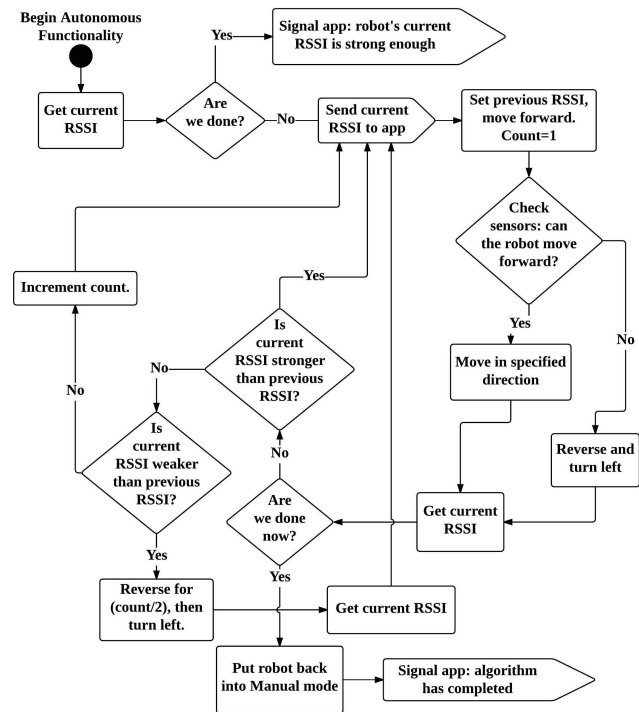 Begin Autonomous
Functionality
Yes
Signal app: robot's current
RSSI is strong enough
Get current
RSSI
Are
we done?
No
Send current
RSSI to app
Set previous RSSI,
move forward.
Count=1
Check
sensors: can
the robot move
forward?
Yes
No
Increment count.
Yes
Is
current
RSSI stronger
than previous
RSSI?
Move in specified
direction
No
No
Is
current
RSSI weaker
than previous
RSSI?
Reverse and
turn left
No
Are
we done
now?
Get current
RSSI
Yes
Yes
Reverse for
(count/2), then
turn left.
Get current RSSI
Put robot back
into Manual mode
Signal app: algorithm
has completed